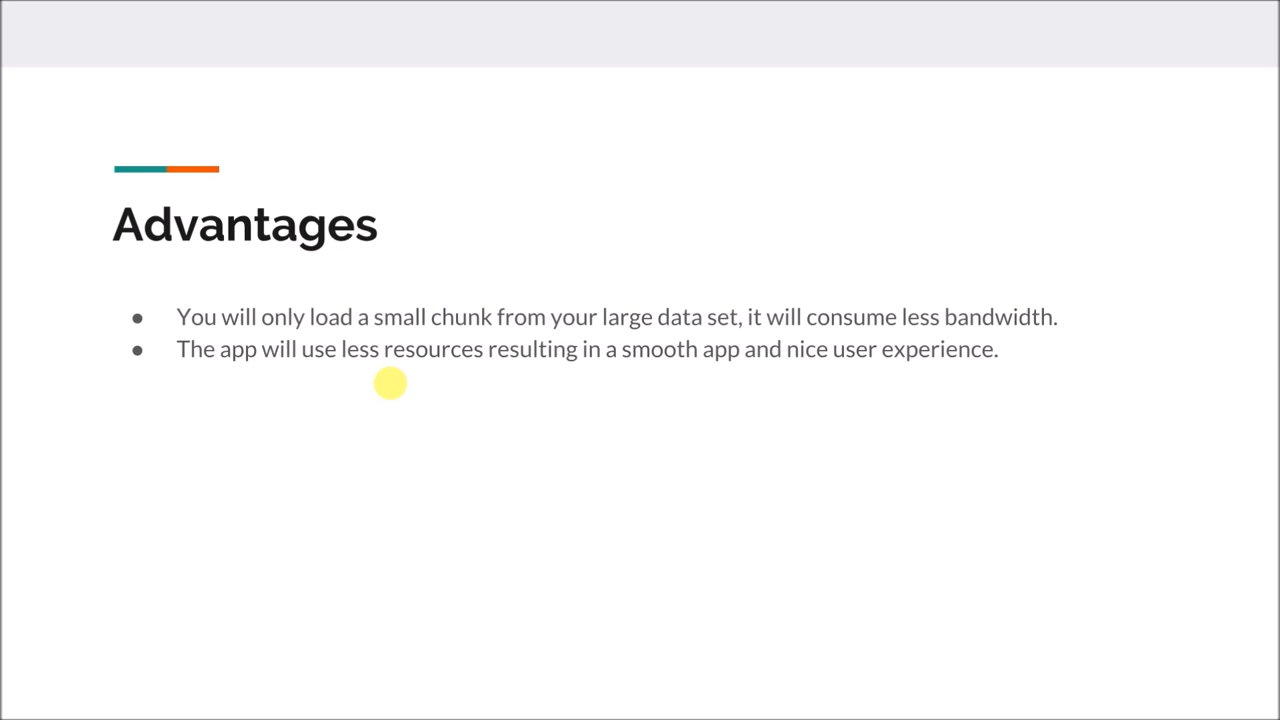 Advantages
● You will only load a small chunk from your large data set, it will consume less bandwidth.
● The app will use less resources resulting in a smooth app and nice user experience.